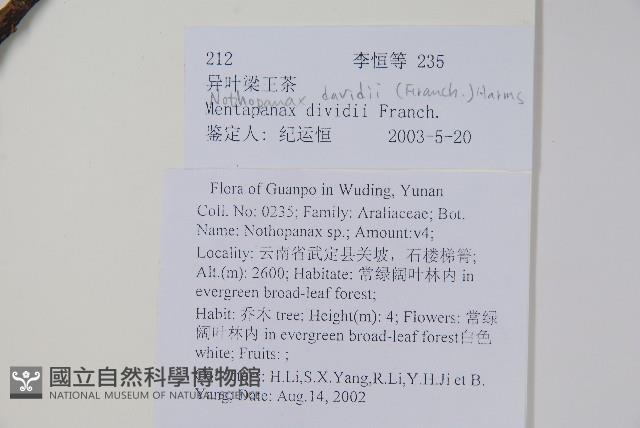 212 李恒等 235
异叶梁王茶
Nothopanax davidii (Franch.) Harms
Mentapanax dividii Franch.
鉴定人: 纪运恒 2003-5-20
Flora of Guanpo in Wuding, Yunan
Coll. No: 0235; Family: Araliaceae; Bot.
Name: Nothopanax sp.; Amount:v4;
Locality: 云南省武定县关坡, 石楼梯箐;
Alt.(m): 2600; Habitate: 常绿阔叶林内 in
evergreen broad-leaf forest;
Habit: 乔木 tree; Height(m): 4; Flowers: 常绿
阔叶林内 in evergreen broad-leaf forest白色
white; Fruits: ;
: H.Li,S.X.Yang,R.Li,Y.H.Ji et B.
Yang; Date: Aug.14, 2002
國立自然科學博物館
NATIONAL MUSEUM OF NATURAL SCIENCE